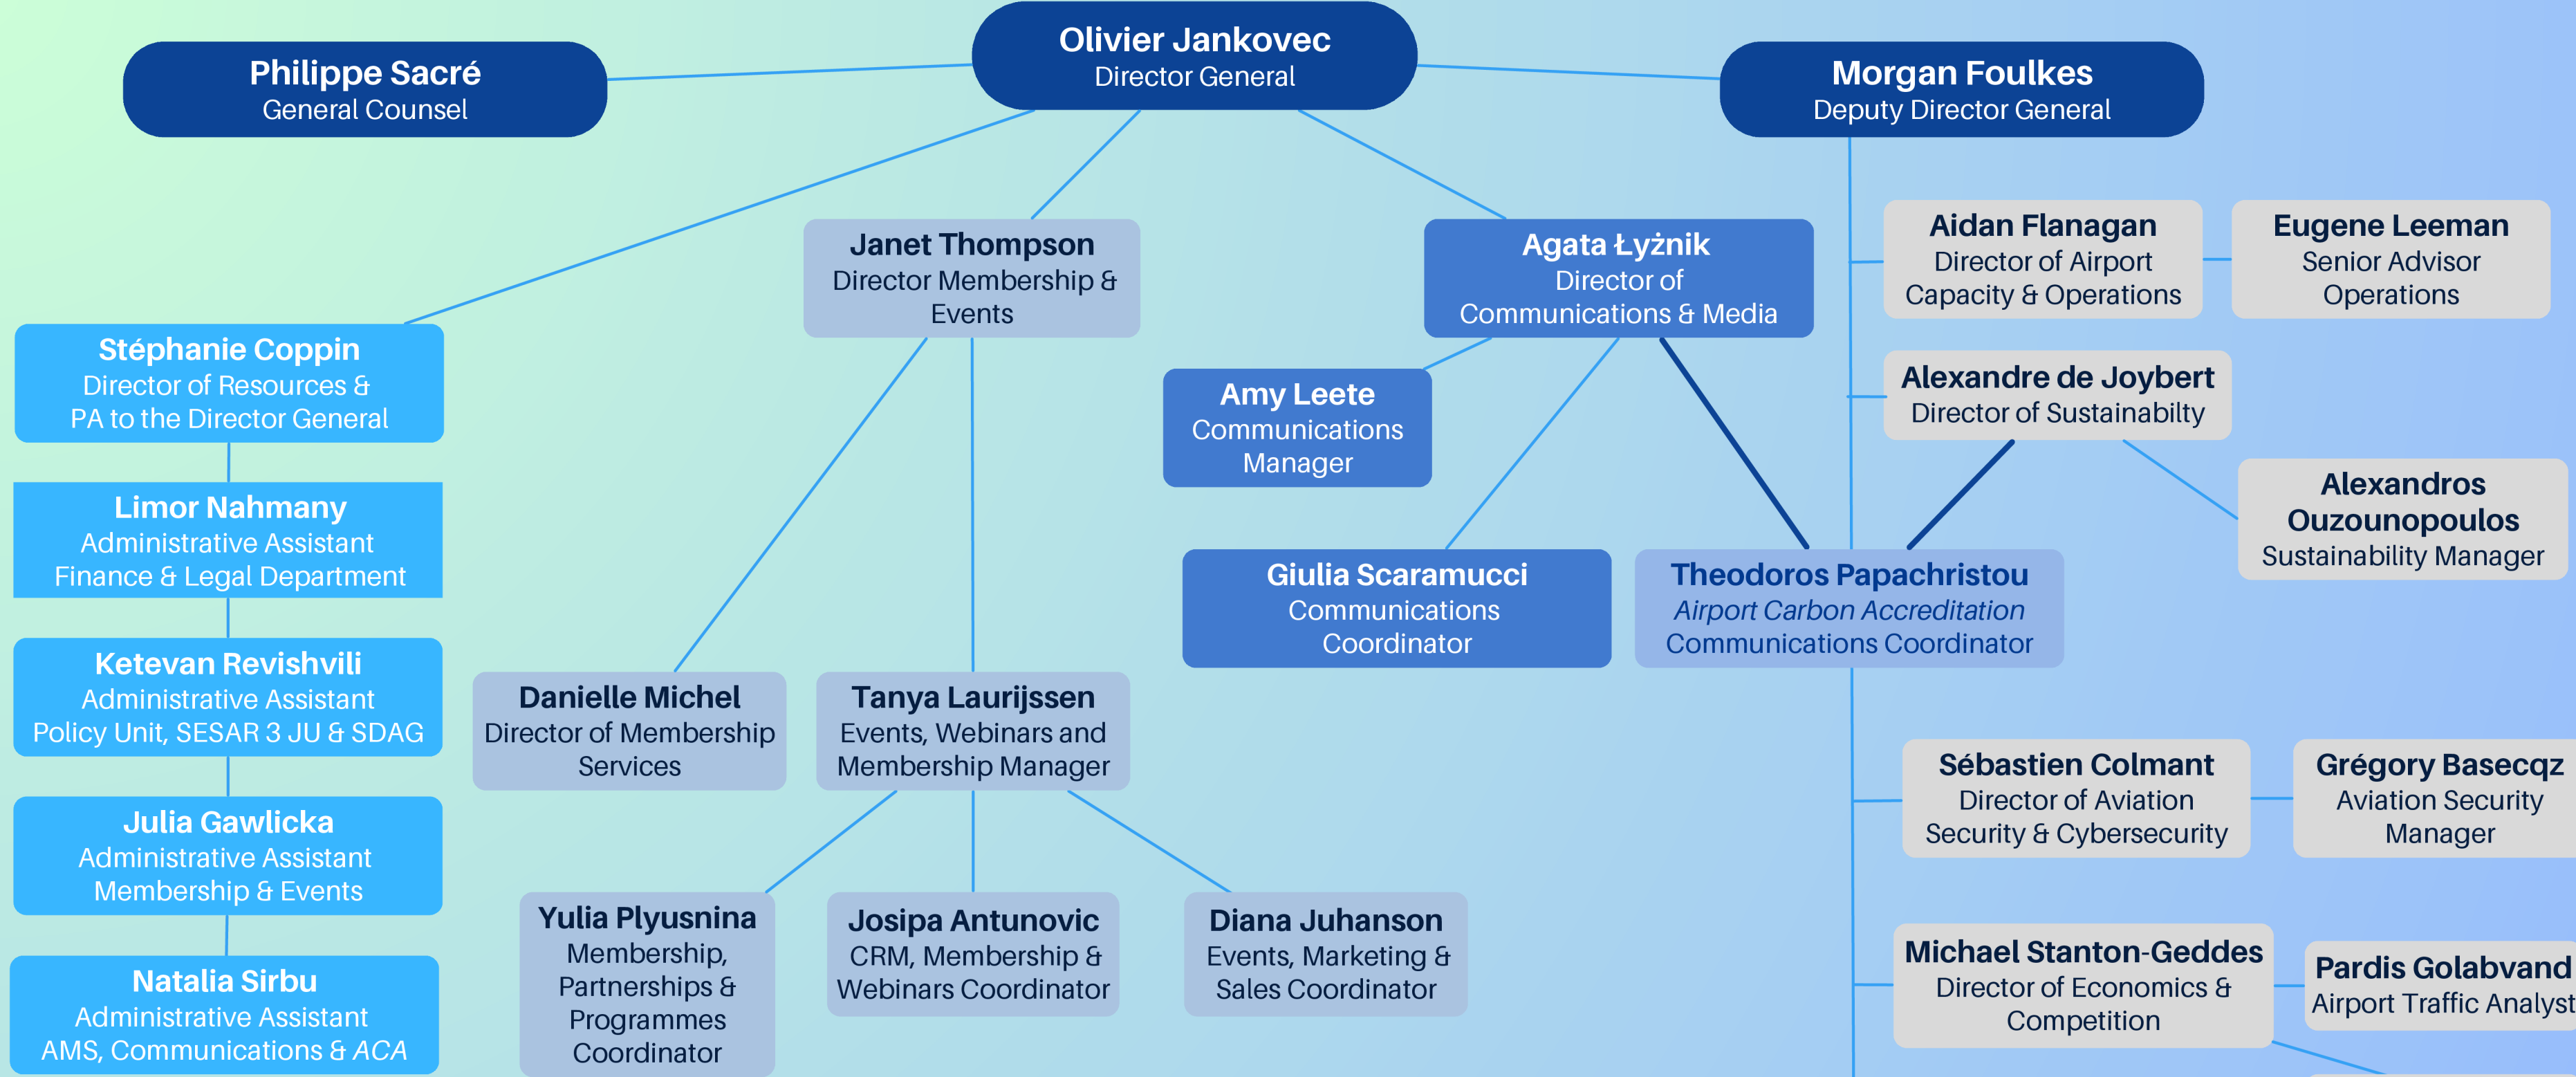 Olivier Jankovec
Director General
Philippe Sacré
General Counsel
Morgan Foulkes
Deputy Director General
Janet Thompson
Director Membership &
Events
Agata Łyżnik
Director of
Communications & Media
Aidan Flanagan
Director of Airport
Capacity & Operations
Eugene Leeman
Senior Advisor
Operations
Stéphanie Coppin
Director of Resources &
PA to the Director General
Amy Leete
Communications
Manager
Alexandre de Joybert
Director of Sustainabilty
Alexandros
Ouzounopoulos
Sustainability Manager
Limor Nahmany
Administrative Assistant
Finance & Legal Department
Giulia Scaramucci
Communications
Coordinator
Theodoros Papachristou
Airport Carbon Accreditation
Communications Coordinator
Ketevan Revishvili
Administrative Assistant
Policy Unit, SESAR 3 JU & SDAG
Danielle Michel
Director of Membership
Services
Tanya Laurijssen
Events, Webinars and
Membership Manager
Sébastien Colmant
Director of Aviation
Security & Cybersecurity
Grégory Basecqz
Aviation Security
Manager
Julia Gawlicka
Administrative Assistant
Membership & Events
Yulia Plyusnina
Membership,
Partnerships &
Programmes
Coordinator
Josipa Antunovic
CRM, Membership &
Webinars Coordinator
Diana Juhanson
Events, Marketing &
Sales Coordinator
Michael Stanton-Geddes
Director of Economics &
Competition
Pardis Golabvand
Airport Traffic Analyst
Natalia Sirbu
Administrative Assistant
AMS, Communications & ACA